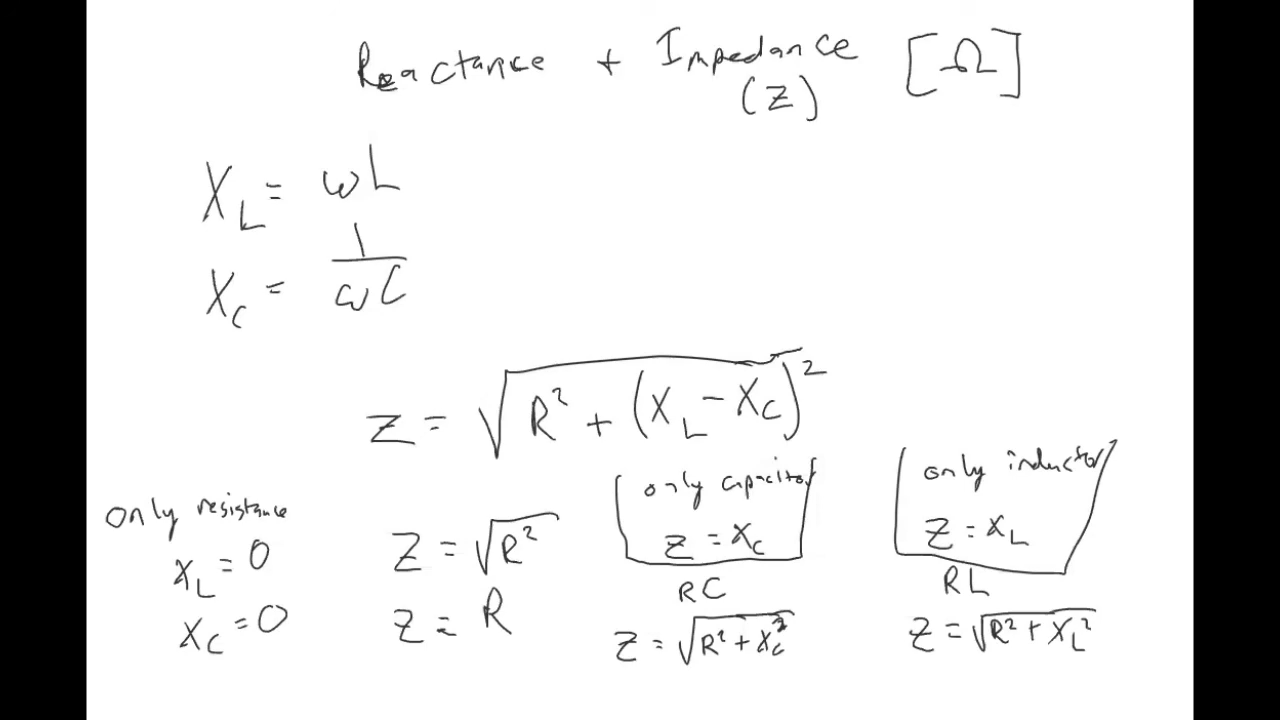 Reactance + Impedance [Ω]
(Z)
X_L = ωL
X_C = 1/ωC
Z = √(R² + (X_L − X_C)²)
only resistance
X_L = 0
X_C = 0
Z = √R²
Z = R
only capacitor
Z = X_C
RC
Z = √(R² + X_C²)
only inductor
Z = X_L
RL
Z = √(R² + X_L²)